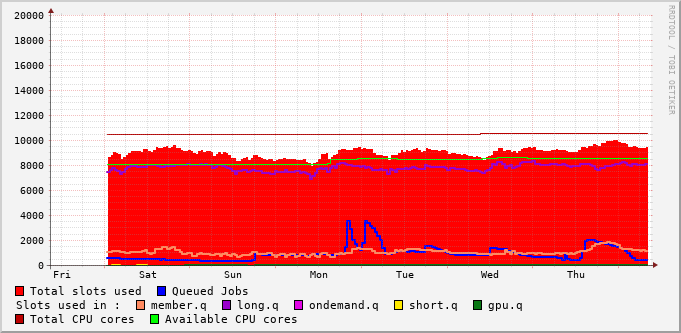 20000
18000
16000
14000
12000
10000
8000
6000
4000
2000
0
Fri Sat Sun Mon Tue Wed Thu
Total slots used Queued Jobs
Slots used in : member.q long.q ondemand.q short.q gpu.q
Total CPU cores Available CPU cores
RRDTOOL / TOBI OETIKER